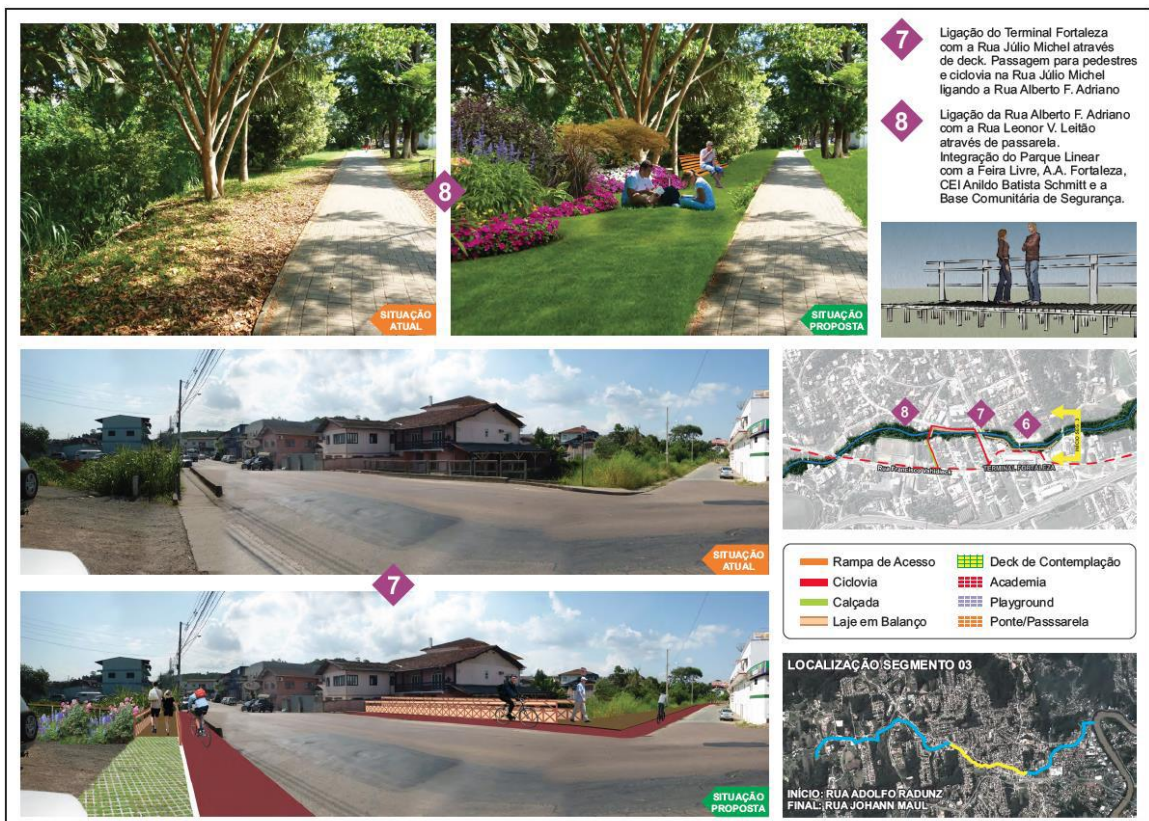 7
Ligação do Terminal Fortaleza
com a Rua Júlio Michel através
de deck. Passagem para pedestres
e ciclovia na Rua Júlio Michel
ligando a Rua Alberto F. Adriano
8
Ligação da Rua Alberto F. Adriano
com a Rua Leonor V. Leitão
através de passarela.
Integração do Parque Linear
com a Feira Livre, A.A. Fortaleza,
CEI Anildo Batista Schmitt e a
Base Comunitária de Segurança.
8
SITUAÇÃO
ATUAL
SITUAÇÃO
PROPOSTA
8
7
6
Rua Francisco
TERMINAL FORTALEZA
SITUAÇÃO
ATUAL
7
Rampa de Acesso
Ciclovia
Calçada
Laje em Balanço
Deck de Contemplação
Academia
Playground
Ponte/Passsarela
SITUAÇÃO
PROPOSTA
LOCALIZAÇÃO SEGMENTO 03
INÍCIO: RUA ADOLFO RADUNZ
FINAL: RUA JOHANN MAUL